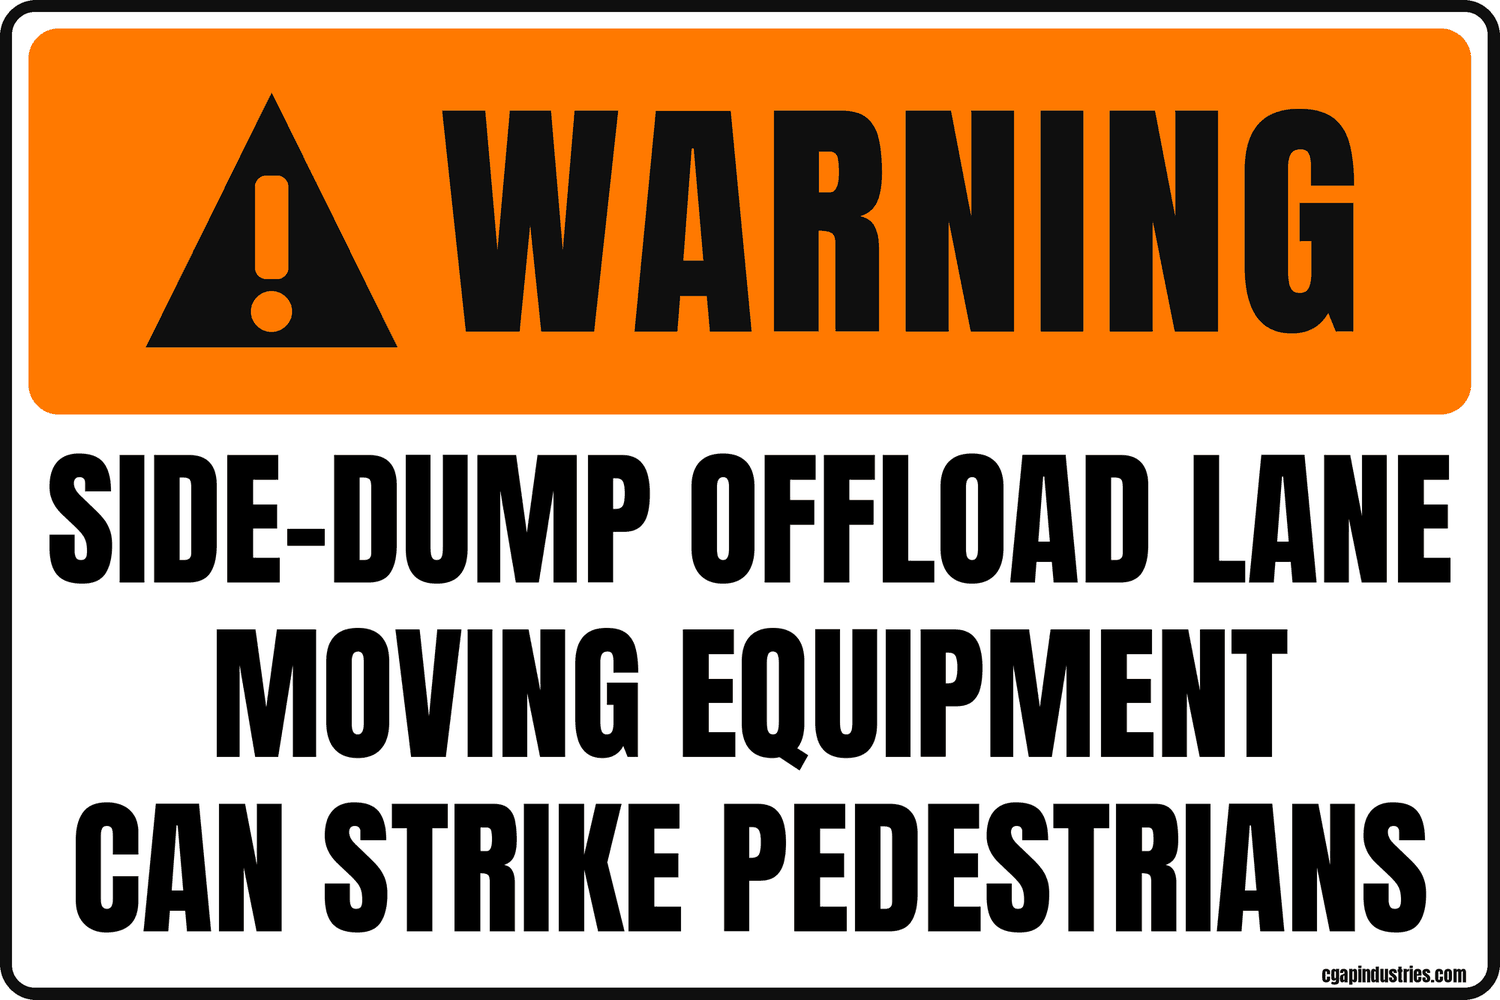 WARNING
SIDE-DUMP OFFLOAD LANE
MOVING EQUIPMENT
CAN STRIKE PEDESTRIANS
cgapindustries.com